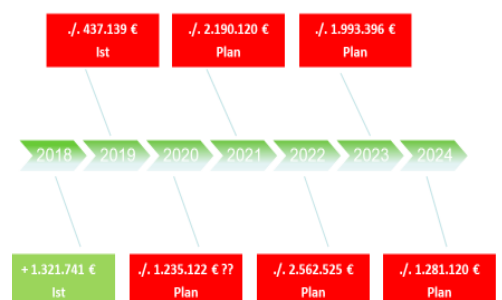 ./. 437.139 €
Ist
./. 2.190.120 €
Plan
./. 1.993.396 €
Plan
2018 2019 2020 2021 2022 2023 2024
+ 1.321.741 €
Ist
./. 1.235.122 € ??
Plan
./. 2.562.525 €
Plan
./. 1.281.120 €
Plan